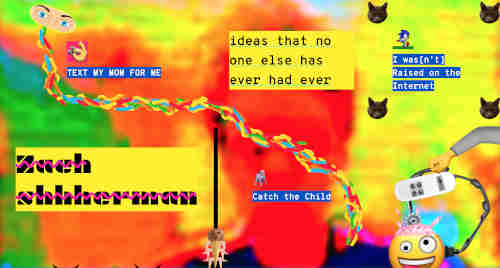 ideas that no
one else has
ever had ever
I was(n't)
Raised on the
Internet
TEXT MY MOM FOR ME
Zach
Catch the Child